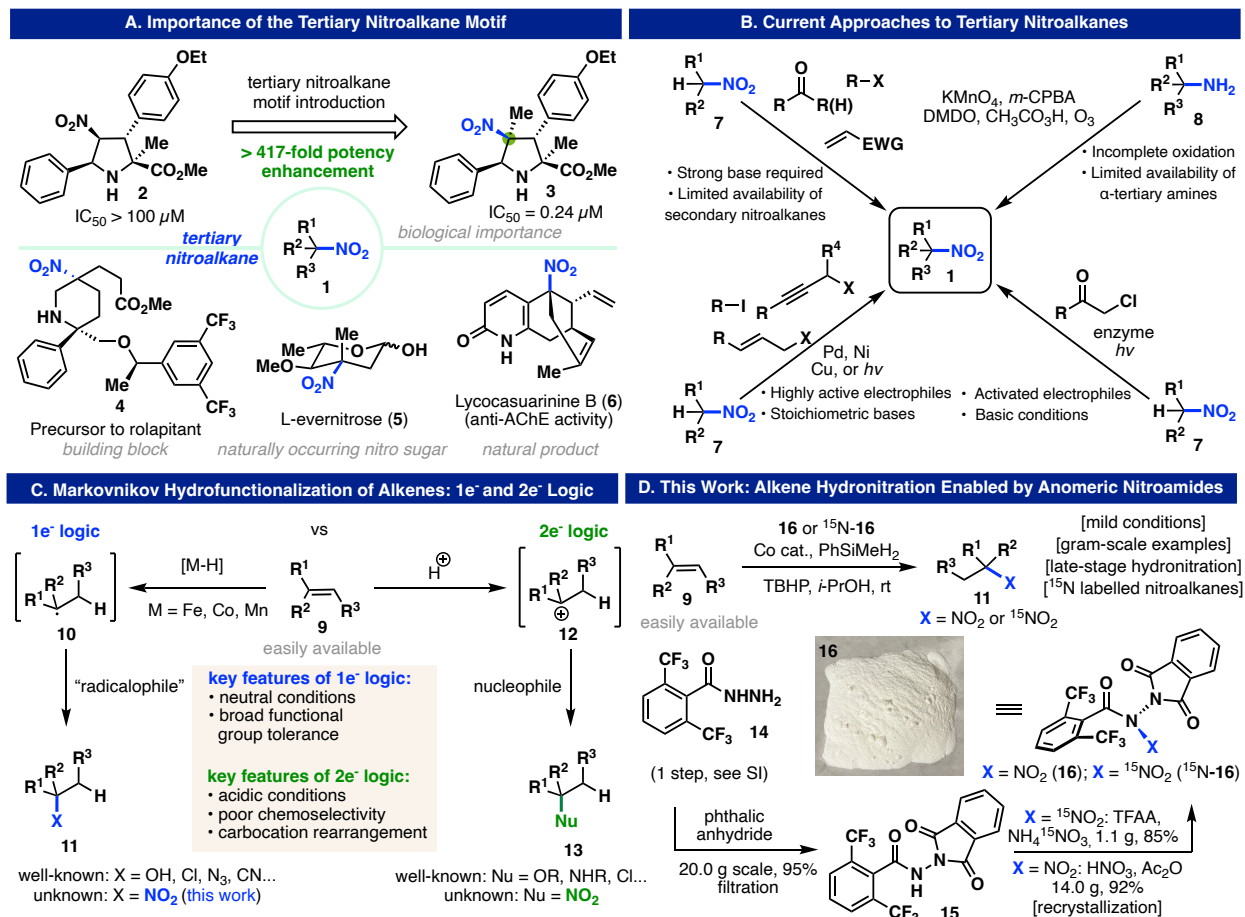 A. Importance of the Tertiary Nitroalkane Motif
OEt
NO2
Me
CO2Me
N
H
2
IC50 > 100 µM
tertiary nitroalkane
motif introduction
> 417-fold potency
enhancement
OEt
Me
NO2
Me
CO2Me
N
H
3
IC50 = 0.24 µM
biological importance
tertiary
nitroalkane
R1
R2
NO2
R3
1
NO2
CO2Me
HN
O
Me
CF3
CF3
4
Precursor to rolapitant
building block
Me
Me
O
OH
MeO
NO2
L-evernitrose (5)
naturally occurring nitro sugar
NO2
O
N
H
Me
Lycocasuarinine B (6)
(anti-AChE activity)
natural product
B. Current Approaches to Tertiary Nitroalkanes
R1
H
NO2
R2
7
O
R
R(H)
R–X
EWG
• Strong base required
• Limited availability of
secondary nitroalkanes
KMnO4, m-CPBA
DMDO, CH3CO3H, O3
R1
R2
NH2
R3
8
• Incomplete oxidation
• Limited availability of
α-tertiary amines
R1
R2
NO2
R3
1
R4
R–I
R
X
R
X
Pd, Ni
Cu, or hν
• Highly active electrophiles
• Stoichiometric bases
R1
H
NO2
R2
7
O
R
Cl
enzyme
hν
• Activated electrophiles
• Basic conditions
R1
H
NO2
R2
7
C. Markovnikov Hydrofunctionalization of Alkenes: 1e- and 2e- Logic
1e- logic
vs
2e- logic
R3
R2
R1
H
10
[M-H]
M = Fe, Co, Mn
R1
R2
R3
9
easily available
H⊕
R3
R2
R1
⊕
H
12
“radicalophile”
nucleophile
key features of 1e- logic:
• neutral conditions
• broad functional
group tolerance
key features of 2e- logic:
• acidic conditions
• poor chemoselectivity
• carbocation rearrangement
R3
R2
R1
H
X
11
well-known: X = OH, Cl, N3, CN...
unknown: X = NO2 (this work)
R3
R2
R1
H
Nu
13
well-known: Nu = OR, NHR, Cl...
unknown: Nu = NO2
D. This Work: Alkene Hydronitration Enabled by Anomeric Nitroamides
R1
R2
R3
9
easily available
16 or 15N-16
Co cat., PhSiMeH2
TBHP, i-PrOH, rt
R1
R2
R3
X
11
X = NO2 or 15NO2
[mild conditions]
[gram-scale examples]
[late-stage hydronitration]
[15N labelled nitroalkanes]
CF3
O
NHNH2
CF3
14
(1 step, see SI)
16
≡
O
CF3
O
N
N
O
CF3
X
X = NO2 (16); X = 15NO2 (15N-16)
phthalic
anhydride
20.0 g scale, 95%
filtration
O
CF3
O
N
N
H
O
CF3
15
X = 15NO2: TFAA,
NH415NO3, 1.1 g, 85%
X = NO2: HNO3, Ac2O
14.0 g, 92%
[recrystallization]